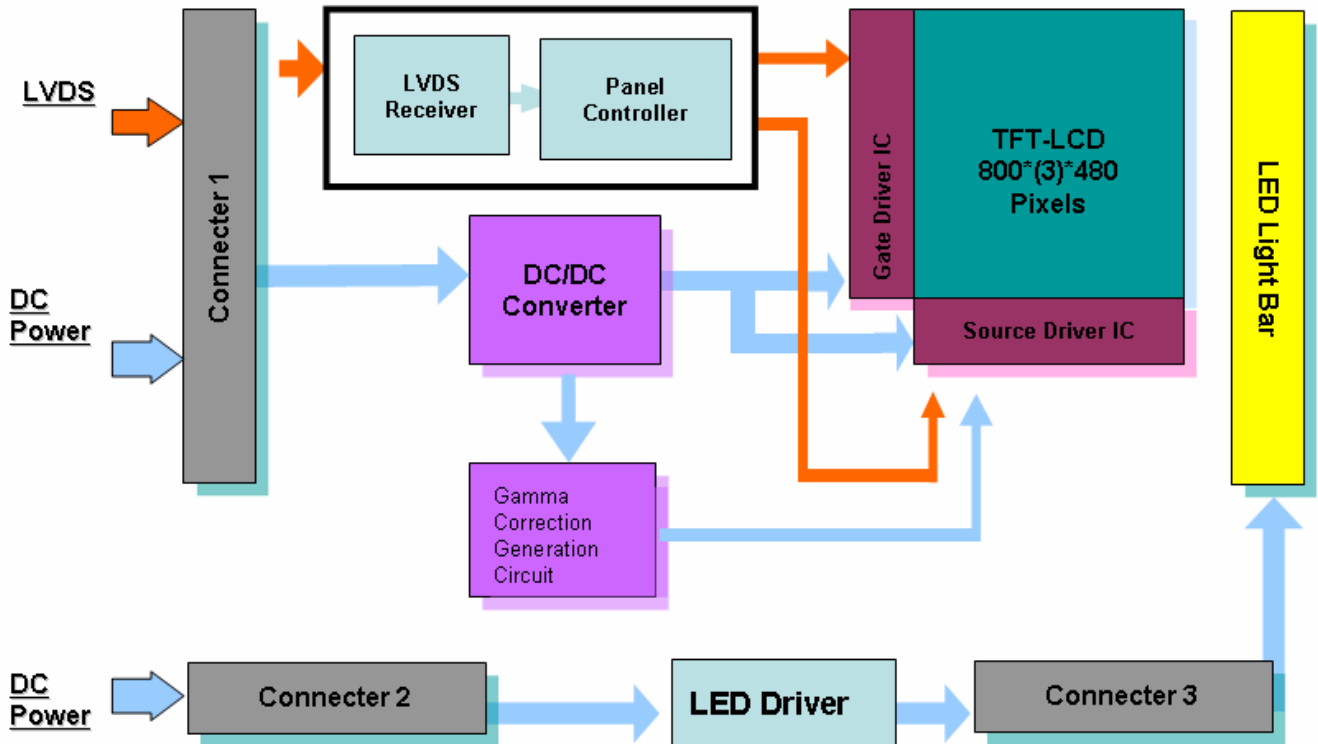 LVDS
DC
Power
Connecter 1
LVDS
Receiver
Panel
Controller
DC/DC
Converter
Gamma
Correction
Generation
Circuit
Gate Driver IC
TFT-LCD
800*(3)*480
Pixels
Source Driver IC
LED Light Bar
DC
Power
Connecter 2
LED Driver
Connecter 3